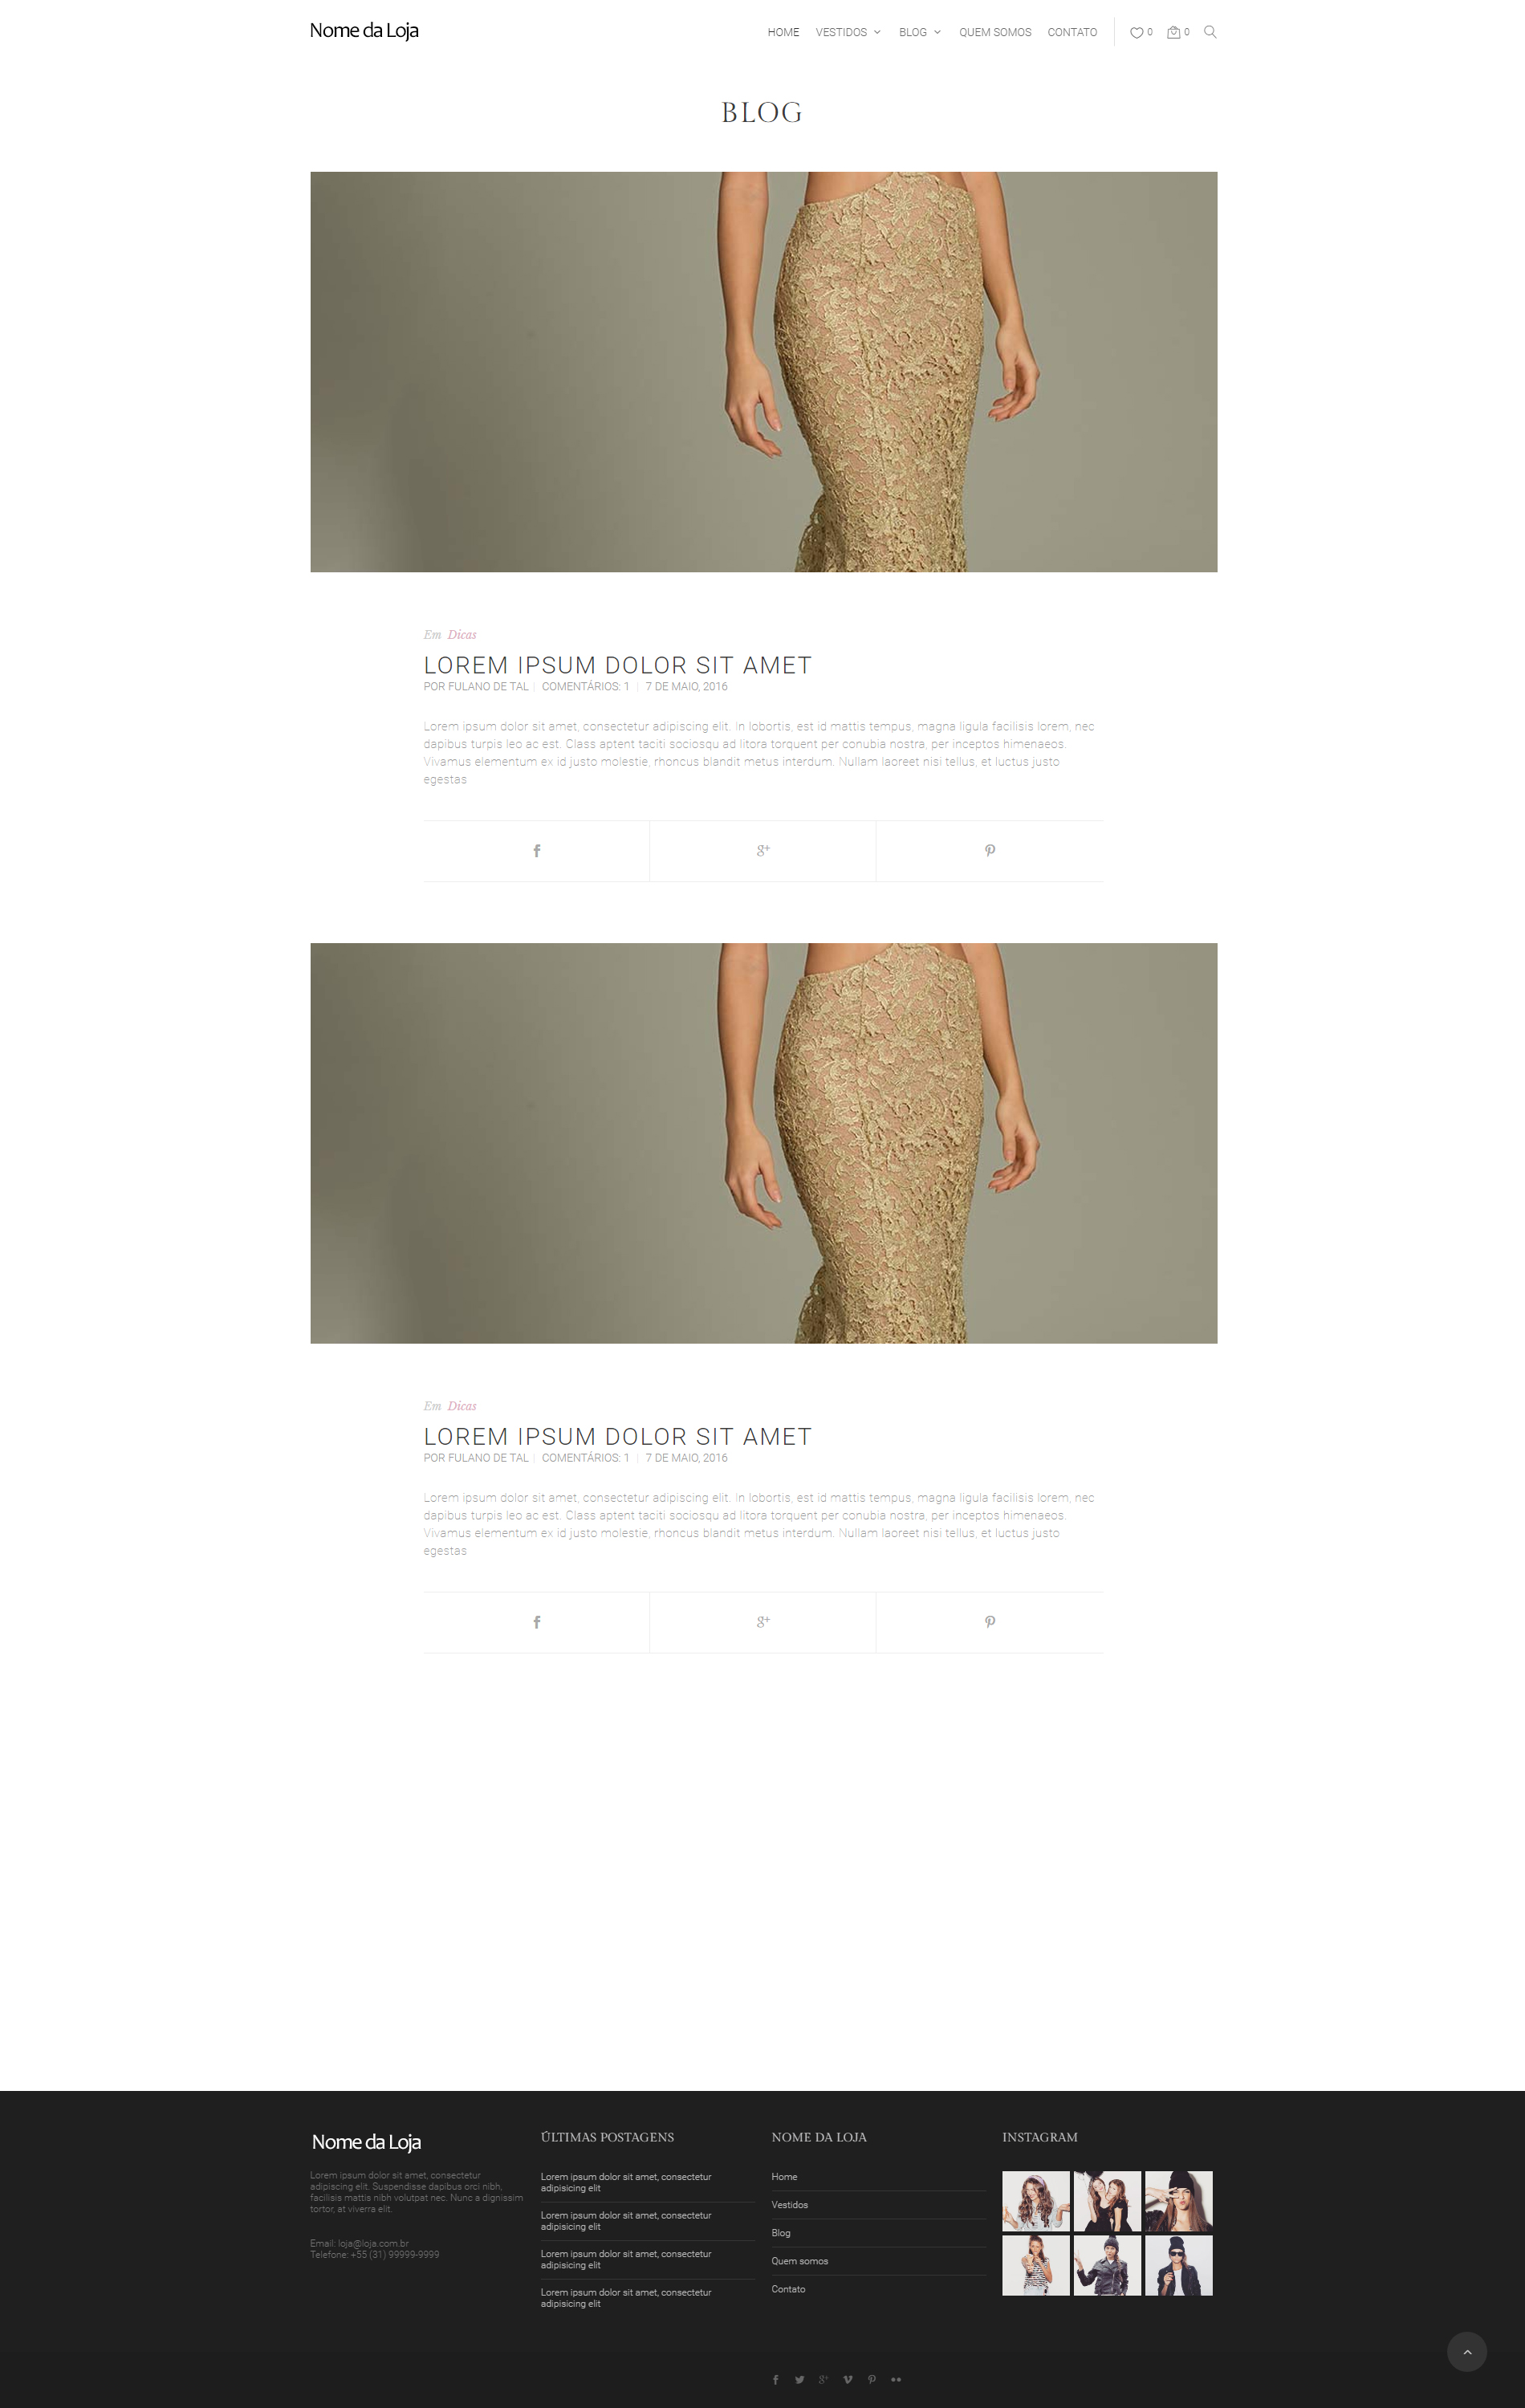 Nome da Loja
HOME VESTIDOS BLOG QUEM SOMOS CONTATO 0 0
BLOG
Em Dicas
LOREM IPSUM DOLOR SIT AMET
POR FULANO DE TAL | COMENTÁRIOS: 1 | 7 DE MAIO, 2016
Lorem ipsum dolor sit amet, consectetur adipiscing elit. In lobortis, est id mattis tempus, magna ligula facilisis lorem, nec
dapibus turpis leo ac est. Class aptent taciti sociosqu ad litora torquent per conubia nostra, per inceptos himenaeos.
Vivamus elementum ex id justo molestie, rhoncus blandit metus interdum. Nullam laoreet nisi tellus, et luctus justo
egestas
Em Dicas
LOREM IPSUM DOLOR SIT AMET
POR FULANO DE TAL | COMENTÁRIOS: 1 | 7 DE MAIO, 2016
Lorem ipsum dolor sit amet, consectetur adipiscing elit. In lobortis, est id mattis tempus, magna ligula facilisis lorem, nec
dapibus turpis leo ac est. Class aptent taciti sociosqu ad litora torquent per conubia nostra, per inceptos himenaeos.
Vivamus elementum ex id justo molestie, rhoncus blandit metus interdum. Nullam laoreet nisi tellus, et luctus justo
egestas
Nome da Loja
Lorem ipsum dolor sit amet, consectetur
adipiscing elit. Suspendisse dapibus orci nibh,
facilisis mattis nibh volutpat nec. Nunc a dignissim
tortor, at viverra elit.
Email: loja@loja.com.br
Telefone: +55 (31) 99999-9999
ÚLTIMAS POSTAGENS
Lorem ipsum dolor sit amet, consectetur
adipisicing elit
Lorem ipsum dolor sit amet, consectetur
adipisicing elit
Lorem ipsum dolor sit amet, consectetur
adipisicing elit
Lorem ipsum dolor sit amet, consectetur
adipisicing elit
NOME DA LOJA
Home
Vestidos
Blog
Quem somos
Contato
INSTAGRAM